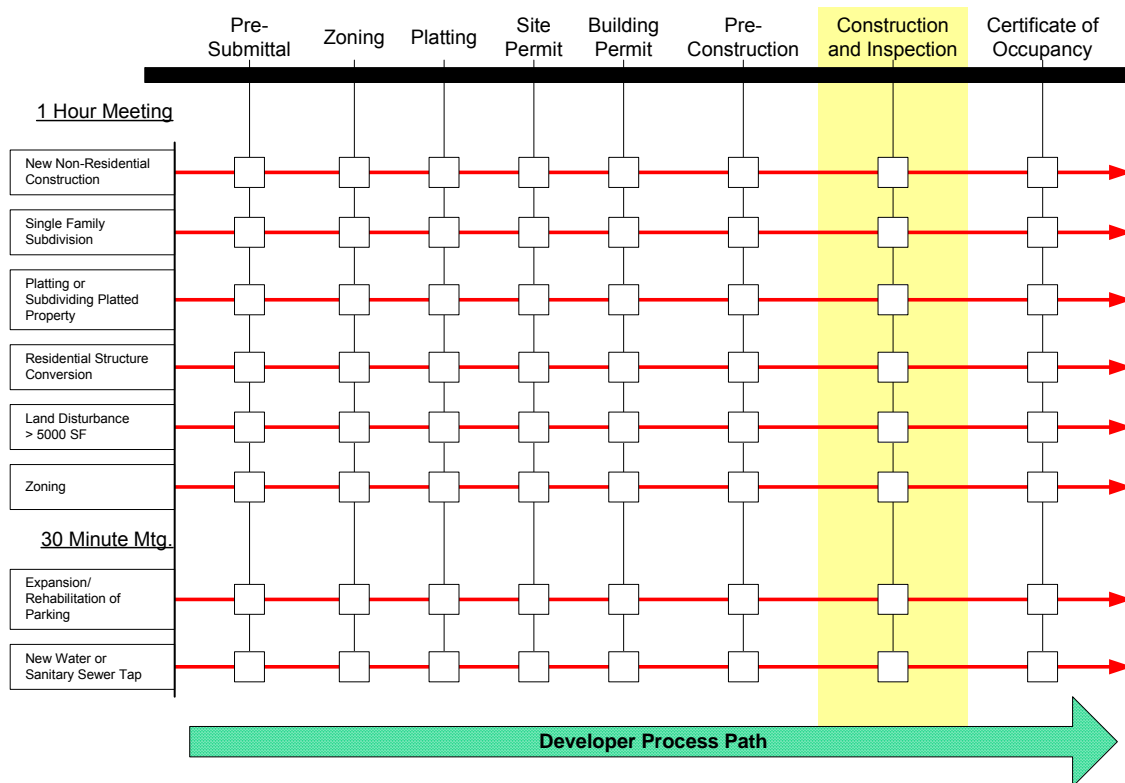 Pre-
Submittal
Zoning
Platting
Site
Permit
Building
Permit
Pre-
Construction
Construction
and Inspection
Certificate of
Occupancy
1 Hour Meeting
New Non-Residential
Construction
Single Family
Subdivision
Platting or
Subdividing Platted
Property
Residential Structure
Conversion
Land Disturbance
> 5000 SF
Zoning
30 Minute Mtg.
Expansion/
Rehabilitation of
Parking
New Water or
Sanitary Sewer Tap
Developer Process Path